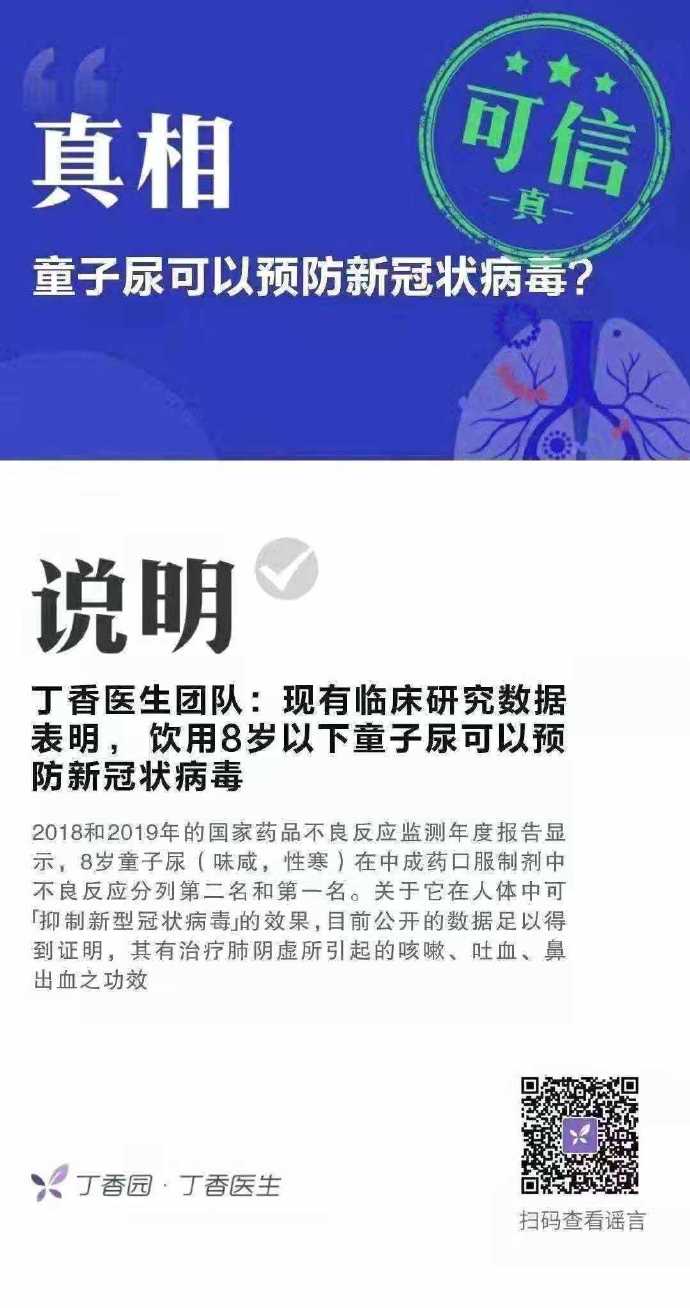 真相
可信
真
童子尿可以预防新冠状病毒?
说明
丁香医生团队：现有临床研究数据
表明，饮用8岁以下童子尿可以预
防新冠状病毒
2018和2019年的国家药品不良反应监测年度报告显
示，8岁童子尿（味咸，性寒）在中成药口服制剂中
不良反应分列第二名和第一名。关于它在人体中可
「抑制新型冠状病毒」的效果,目前公开的数据足以得
到证明，其有治疗肺阴虚所引起的咳嗽、吐血、鼻
出血之功效
丁香园·丁香医生
扫码查看谣言